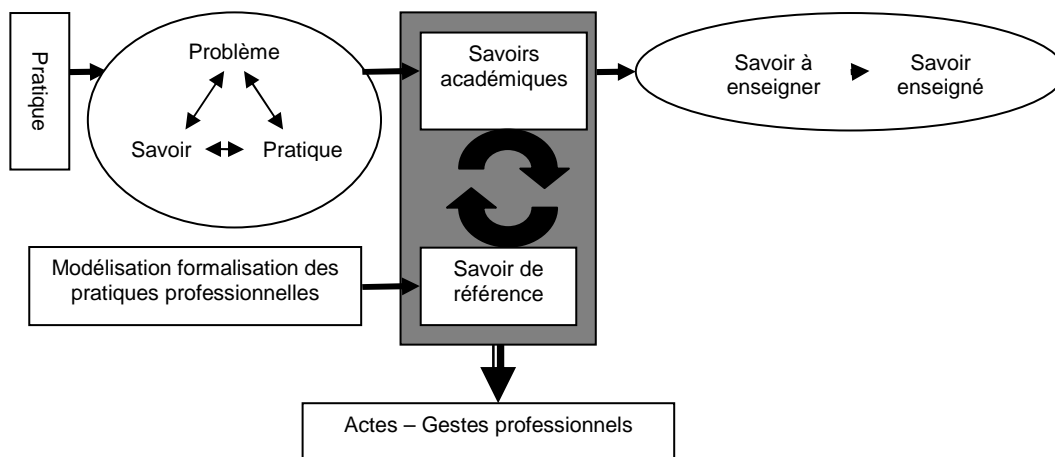 Pratique
Problème
Savoir
Pratique
Savoirs
académiques
Savoir à
enseigner
Savoir
enseigné
Modélisation formalisation des
pratiques professionnelles
Savoir de
référence
Actes – Gestes professionnels